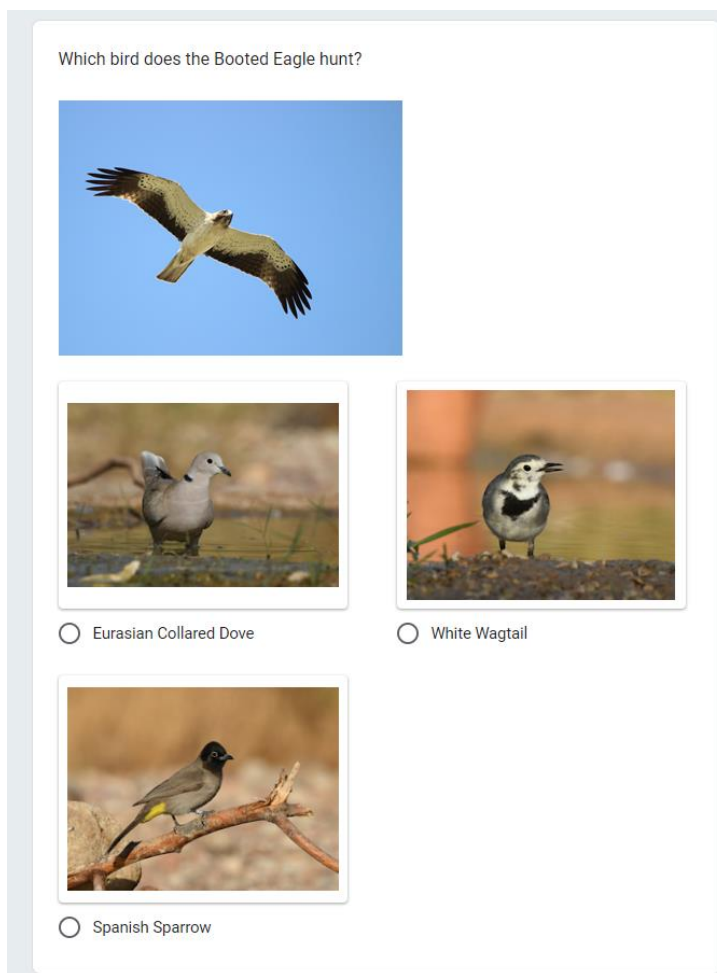 Which bird does the Booted Eagle hunt?
Eurasian Collared Dove
White Wagtail
Spanish Sparrow